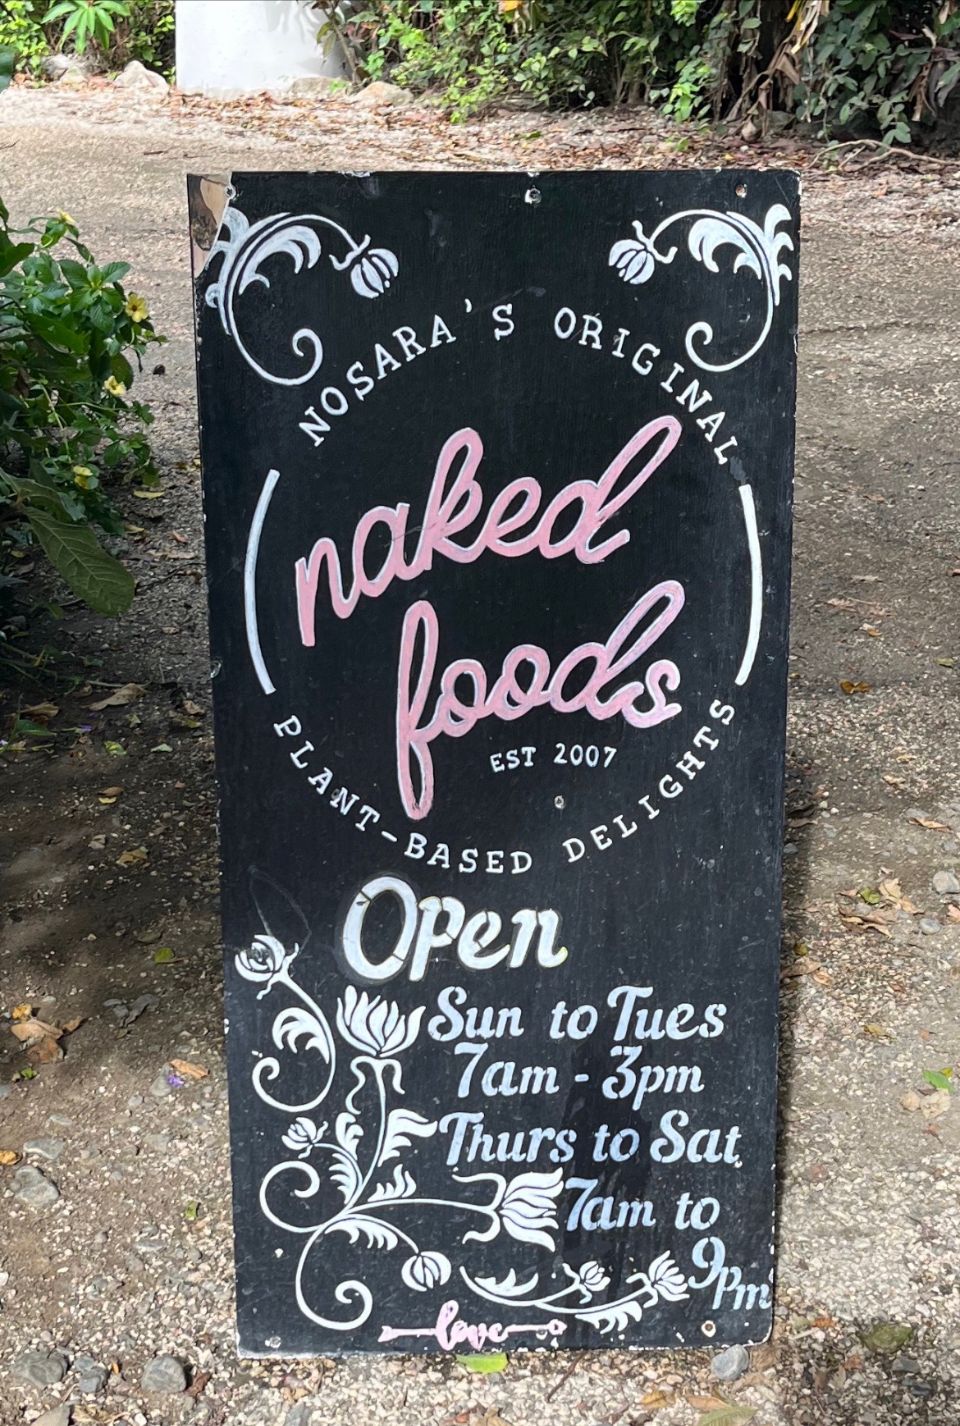 NOSARA'S ORIGINAL
naked
foods
EST 2007
PLANT-BASED DELIGHTS
Open
Sun to Tues
7am - 3pm
Thurs to Sat
7am to
9pm
love